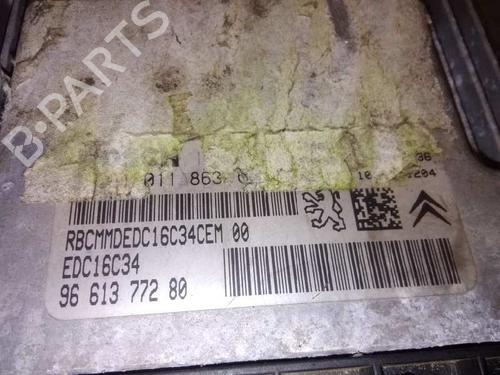 B-PARTS
011 863
RBCMMDEDC16C34CEM 00
EDC16C34
96 613 772 80